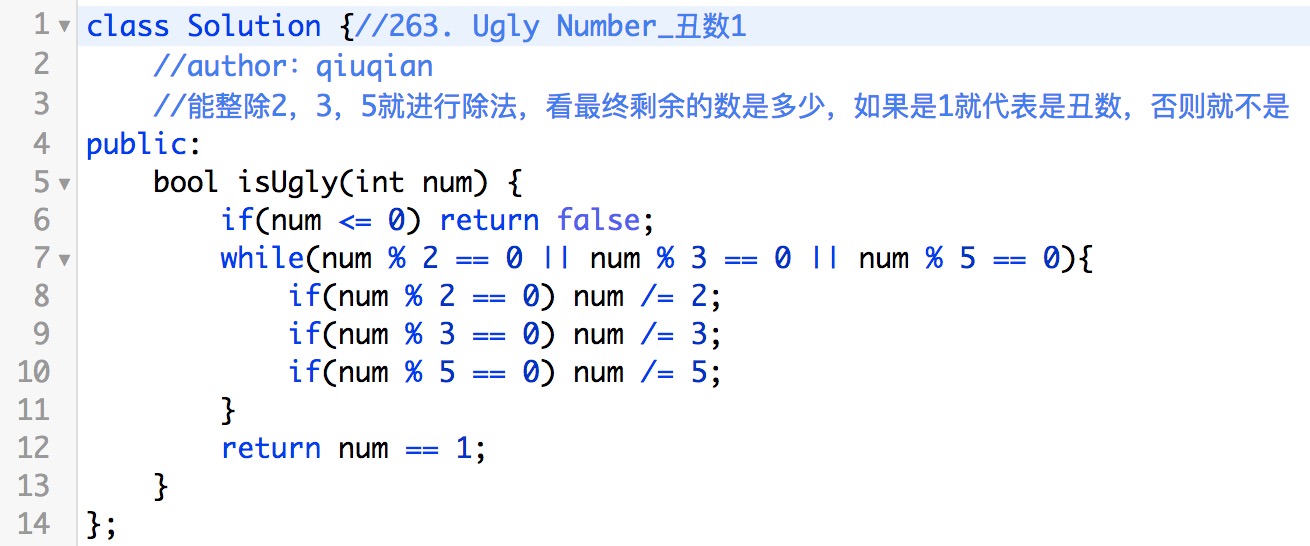 1 class Solution {//263. Ugly Number_丑数1
2 //author：qiuqian
3 //能整除2，3，5就进行除法，看最终剩余的数是多少，如果是1就代表是丑数，否则就不是
4 public:
5 bool isUgly(int num) {
6 if(num <= 0) return false;
7 while(num % 2 == 0 || num % 3 == 0 || num % 5 == 0){
8 if(num % 2 == 0) num /= 2;
9 if(num % 3 == 0) num /= 3;
10 if(num % 5 == 0) num /= 5;
11 }
12 return num == 1;
13 }
14 };